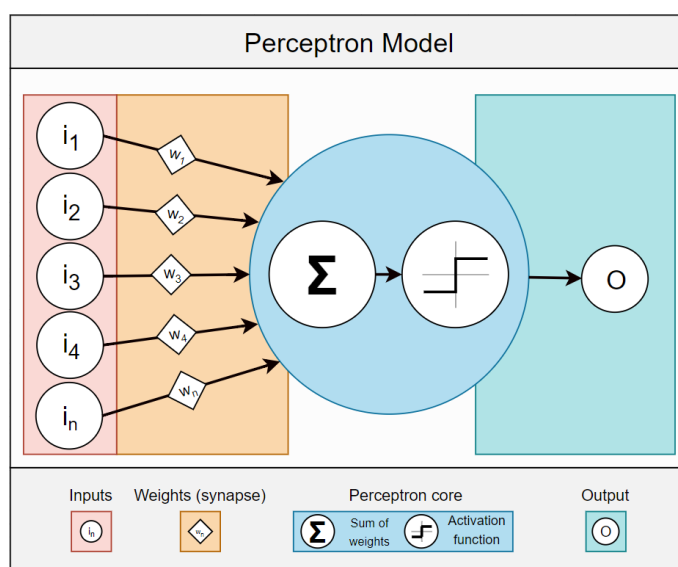 Perceptron Model
i1
w1
i2
w2
i3
w3
Σ
O
i4
w4
in
wn
Inputs
Weights (synapse)
Perceptron core
Output
in
wn
Σ
Sum of
weights
Activation
function
O